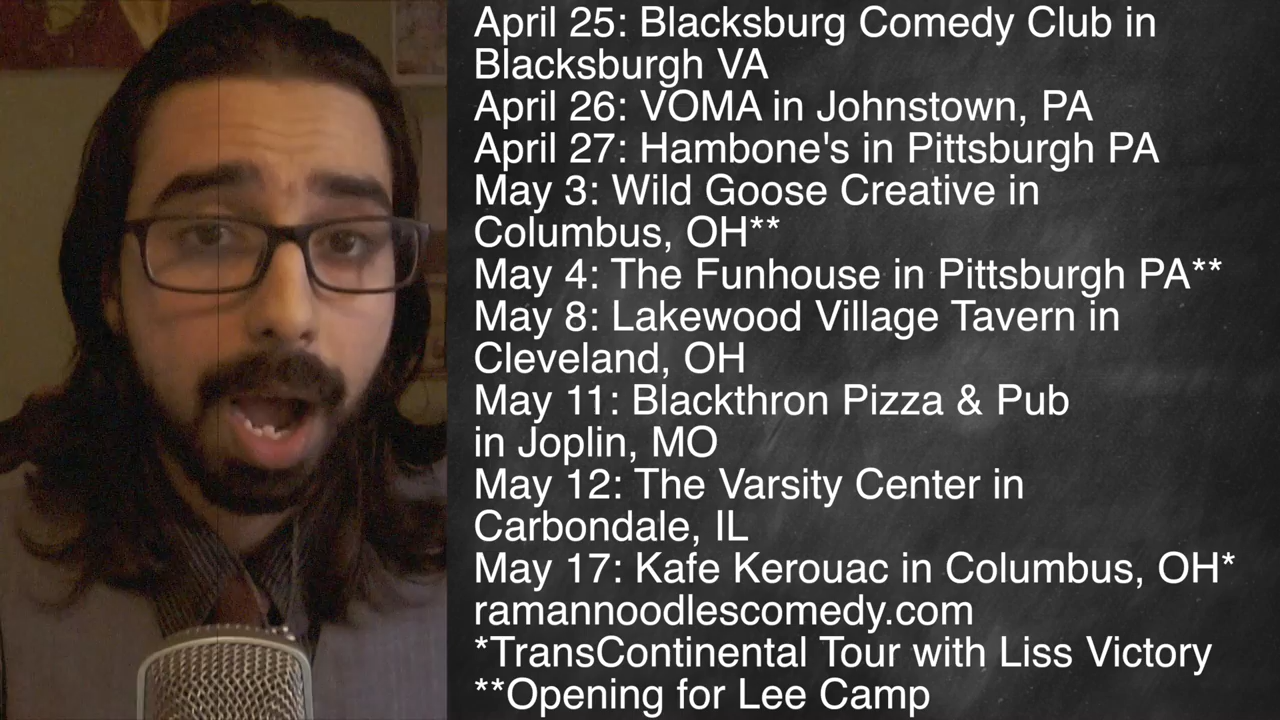 April 25: Blacksburg Comedy Club in
Blacksburgh VA
April 26: VOMA in Johnstown, PA
April 27: Hambone's in Pittsburgh PA
May 3: Wild Goose Creative in
Columbus, OH**
May 4: The Funhouse in Pittsburgh PA**
May 8: Lakewood Village Tavern in
Cleveland, OH
May 11: Blackthron Pizza & Pub
in Joplin, MO
May 12: The Varsity Center in
Carbondale, IL
May 17: Kafe Kerouac in Columbus, OH*
ramannoodlescomedy.com
*TransContinental Tour with Liss Victory
**Opening for Lee Camp